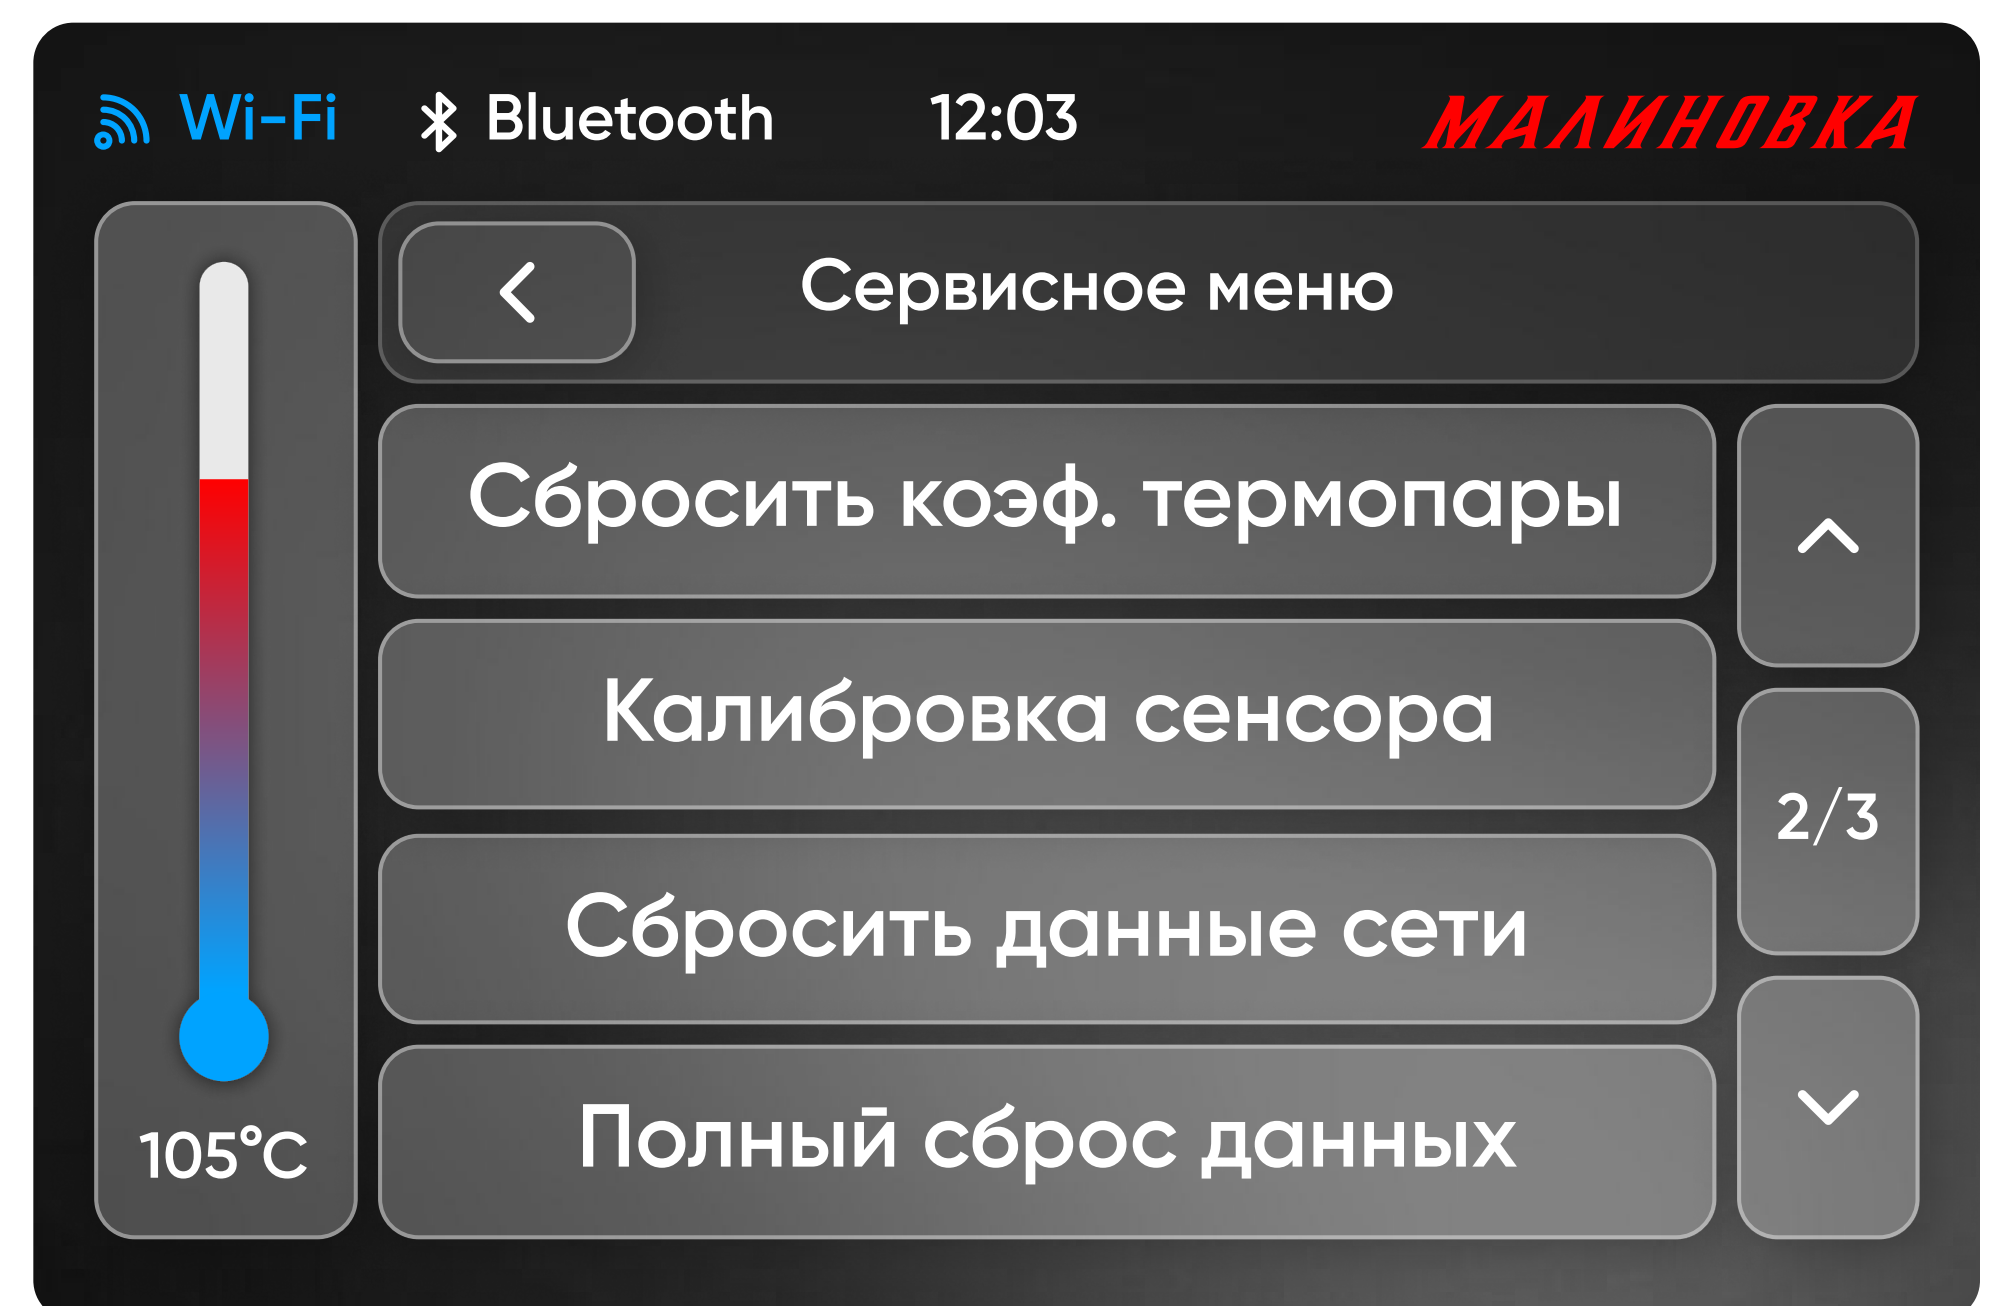 Wi-Fi Bluetooth 12:03 МАЛИНОВКА
Сервисное меню
Сбросить коэф. термопары
Калибровка сенсора
2/3
Сбросить данные сети
Полный сброс данных
105°C